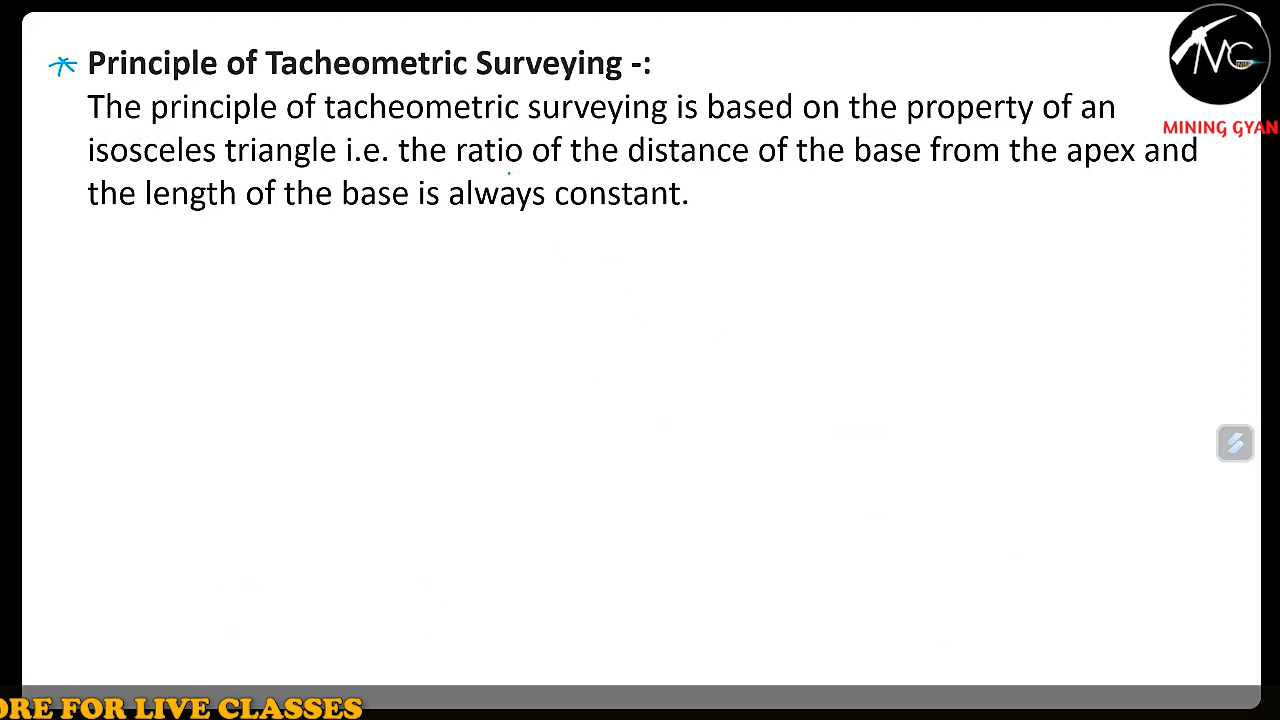 Principle of Tacheometric Surveying -:
The principle of tacheometric surveying is based on the property of an
isosceles triangle i.e. the ratio of the distance of the base from the apex and
the length of the base is always constant.
MG
MINING GYAN
ORE FOR LIVE CLASSES